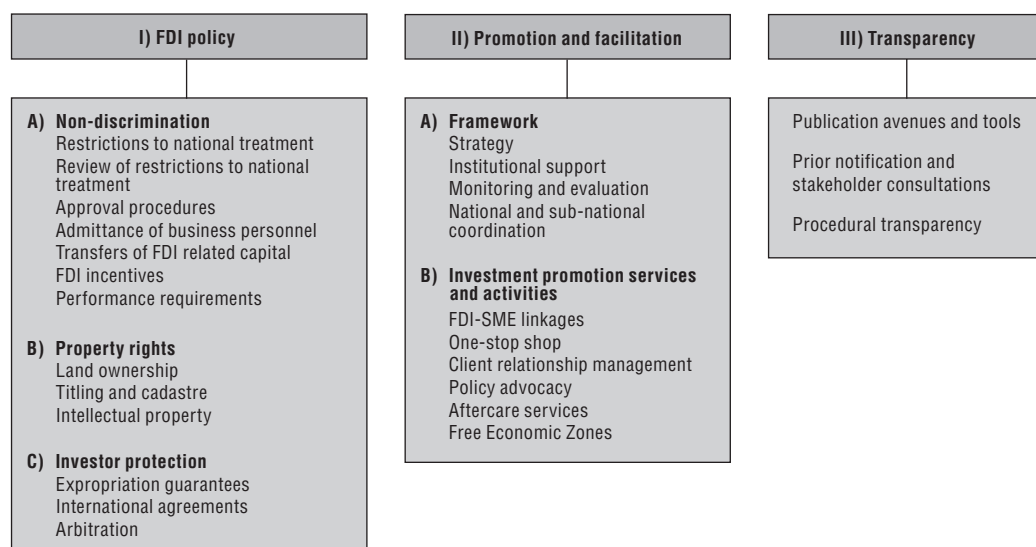 I) FDI policy
A) Non-discrimination
Restrictions to national treatment
Review of restrictions to national
treatment
Approval procedures
Admittance of business personnel
Transfers of FDI related capital
FDI incentives
Performance requirements
B) Property rights
Land ownership
Titling and cadastre
Intellectual property
C) Investor protection
Expropriation guarantees
International agreements
Arbitration
II) Promotion and facilitation
A) Framework
Strategy
Institutional support
Monitoring and evaluation
National and sub-national
coordination
B) Investment promotion services
and activities
FDI-SME linkages
One-stop shop
Client relationship management
Policy advocacy
Aftercare services
Free Economic Zones
III) Transparency
Publication avenues and tools
Prior notification and
stakeholder consultations
Procedural transparency